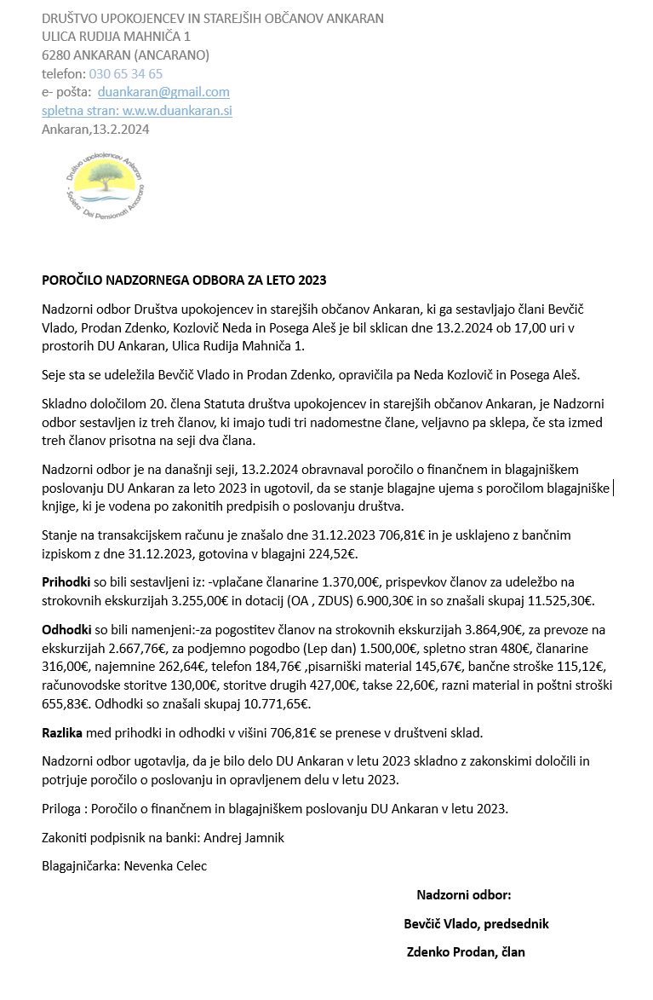 DRUŠTVO UPOKOJENCEV IN STAREJŠIH OBČANOV ANKARAN
ULICA RUDIJA MAHNIČA 1
6280 ANKARAN (ANCARANO)
telefon: 030 65 34 65
e- pošta:  duankaran@gmail.com
spletna stran: w.w.w.duankaran.si
Ankaran,13.2.2024
Društvo upokojencev Ankaran
- Societa' Dei Pensionati Ancarano
POROČILO NADZORNEGA ODBORA ZA LETO 2023
Nadzorni odbor Društva upokojencev in starejših občanov Ankaran, ki ga sestavljajo člani Bevčič
Vlado, Prodan Zdenko, Kozlovič Neda in Posega Aleš je bil sklican dne 13.2.2024 ob 17,00 uri v
prostorih DU Ankaran, Ulica Rudija Mahniča 1.
Seje sta se udeležila Bevčič Vlado in Prodan Zdenko, opravičila pa Neda Kozlovič in Posega Aleš.
Skladno določilom 20. člena Statuta društva upokojencev in starejših občanov Ankaran, je Nadzorni
odbor sestavljen iz treh članov, ki imajo tudi tri nadomestne člane, veljavno pa sklepa, če sta izmed
treh članov prisotna na seji dva člana.
Nadzorni odbor je na današnji seji, 13.2.2024 obravnaval poročilo o finančnem in blagajniškem
poslovanju DU Ankaran za leto 2023 in ugotovil, da se stanje blagajne ujema s poročilom blagajniške
knjige, ki je vodena po zakonitih predpisih o poslovanju društva.
Stanje na transakcijskem računu je znašalo dne 31.12.2023 706,81€ in je usklajeno z bančnim
izpiskom z dne 31.12.2023, gotovina v blagajni 224,52€.
Prihodki so bili sestavljeni iz: -vplačane članarine 1.370,00€, prispevkov članov za udeležbo na
strokovnih ekskurzijah 3.255,00€ in dotacij (OA , ZDUS) 6.900,30€ in so znašali skupaj 11.525,30€.
Odhodki so bili namenjeni:-za pogostitev članov na strokovnih ekskurzijah 3.864,90€, za prevoze na
ekskurzijah 2.667,76€, za podjemno pogodbo (Lep dan) 1.500,00€, spletno stran 480€, članarine
316,00€, najemnine 262,64€, telefon 184,76€ ,pisarniški material 145,67€, bančne stroške 115,12€,
računovodske storitve 130,00€, storitve drugih 427,00€, takse 22,60€, razni material in poštni stroški
655,83€. Odhodki so znašali skupaj 10.771,65€.
Razlika med prihodki in odhodki v višini 706,81€ se prenese v društveni sklad.
Nadzorni odbor ugotavlja, da je bilo delo DU Ankaran v letu 2023 skladno z zakonskimi določili in
potrjuje poročilo o poslovanju in opravljenem delu v letu 2023.
Priloga : Poročilo o finančnem in blagajniškem poslovanju DU Ankaran v letu 2023.
Zakoniti podpisnik na banki: Andrej Jamnik
Blagajničarka: Nevenka Celec
Nadzorni odbor:
Bevčič Vlado, predsednik
Zdenko Prodan, član